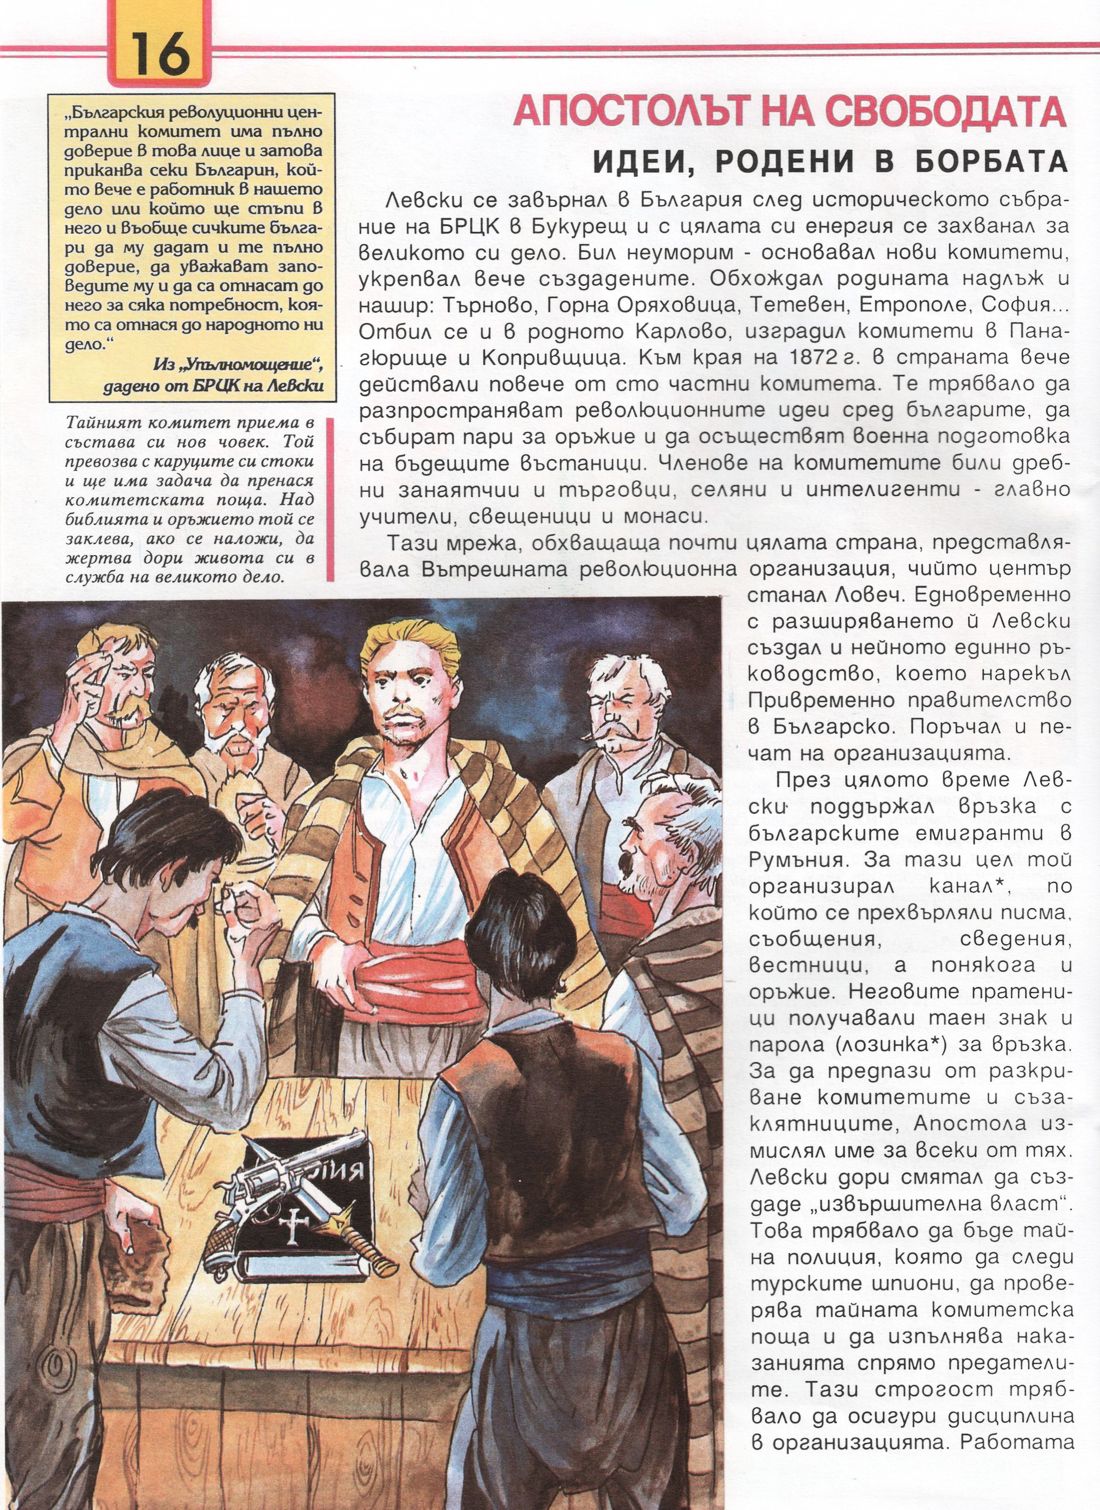 16
„Българския революционни цен-
трални комитет има пълно
доверие в това лице и затова
приканва секи Българин, кой-
то вече е работник в нашето
дело или който ще стъпи в
него и въобще сичките бълга-
ри да му дадат и те пълно
доверие, да уважават запо-
ведите му и да са отнасат до
него за сяка потребност, коя-
то са отнася до народното ни
дело.“
Из „Упълномощение“,
дадено от БРЦК на Левски
Тайният комитет приема в
състава си нов човек. Той
превозва с каруците си стоки
и ще има задача да пренася
комитетската поща. Над
библията и оръжието той се
заклева, ако се наложи, да
жертва дори живота си в
служба на великото дело.
АПОСТОЛЪТ НА СВОБОДАТА
ИДЕИ, РОДЕНИ В БОРБАТА
Левски се завърнал в България след историческото събра-
ние на БРЦК в Букурещ и с цялата си енергия се захванал за
великото си дело. Бил неуморим - основавал нови комитети,
укрепвал вече създадените. Обхождал родината надлъж и
нашир: Търново, Горна Оряховица, Тетевен, Етрополе, София...
Отбил се и в родното Карлово, изградил комитети в Пана-
гюрище и Копривщица. Към края на 1872 г. в страната вече
действали повече от сто частни комитета. Те трябвало да
разпространяват революционните идеи сред българите, да
събират пари за оръжие и да осъществят военна подготовка
на бъдещите въстаници. Членове на комитетите били дреб-
ни занаятчии и търговци, селяни и интелигенти - главно
учители, свещеници и монаси.
Тази мрежа, обхващаща почти цялата страна, представля-
вала Вътрешната революционна организация, чийто център
станал Ловеч. Едновременно
с разширяването й Левски
създал и нейното единно ръ-
ководство, което нарекъл
Привременно правителство
в Българско. Поръчал и пе-
чат на организацията.
През цялото време Лев-
ски поддържал връзка с
българските емигранти в
Румъния. За тази цел той
организирал канал*, по
който се прехвърляли писма,
съобщения, сведения,
вестници, а понякога и
оръжие. Неговите пратени-
ци получавали таен знак и
парола (лозинка*) за връзка.
За да предпази от разкри-
ване комитетите и съза-
клятниците, Апостола из-
мислял име за всеки от тях.
Левски дори смятал да съз-
даде „извършителна власт“.
Това трябвало да бъде тай-
на полиция, която да следи
турските шпиони, да прове-
рява тайната комитетска
поща и да изпълнява нака-
занията спрямо предатели-
те. Тази строгост тряб-
вало да осигури дисциплина
в организацията. Работата